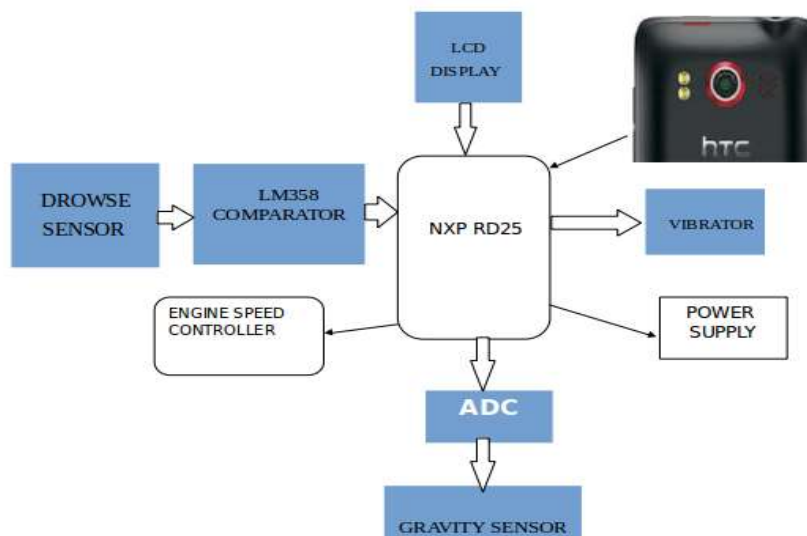 LCD
DISPLAY
hTC
DROWSE
SENSOR
LM358
COMPARATOR
NXP RD25
VIBRATOR
ENGINE SPEED
CONTROLLER
POWER
SUPPLY
ADC
GRAVITY SENSOR